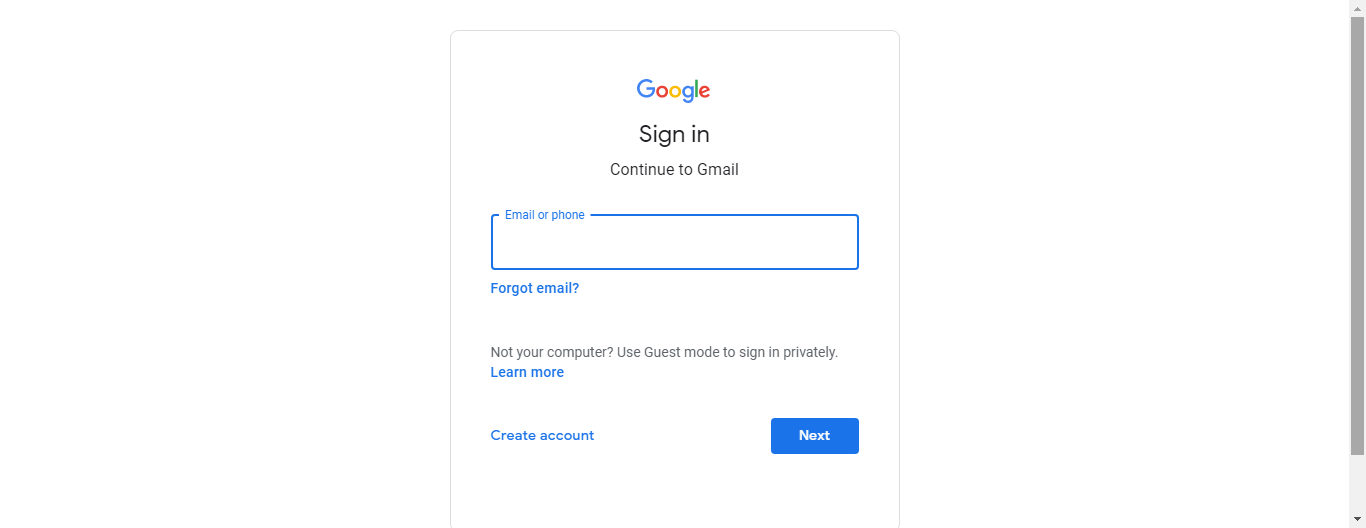 Google
Sign in
Continue to Gmail
Email or phone
Forgot email?
Not your computer? Use Guest mode to sign in privately.
Learn more
Create account
Next